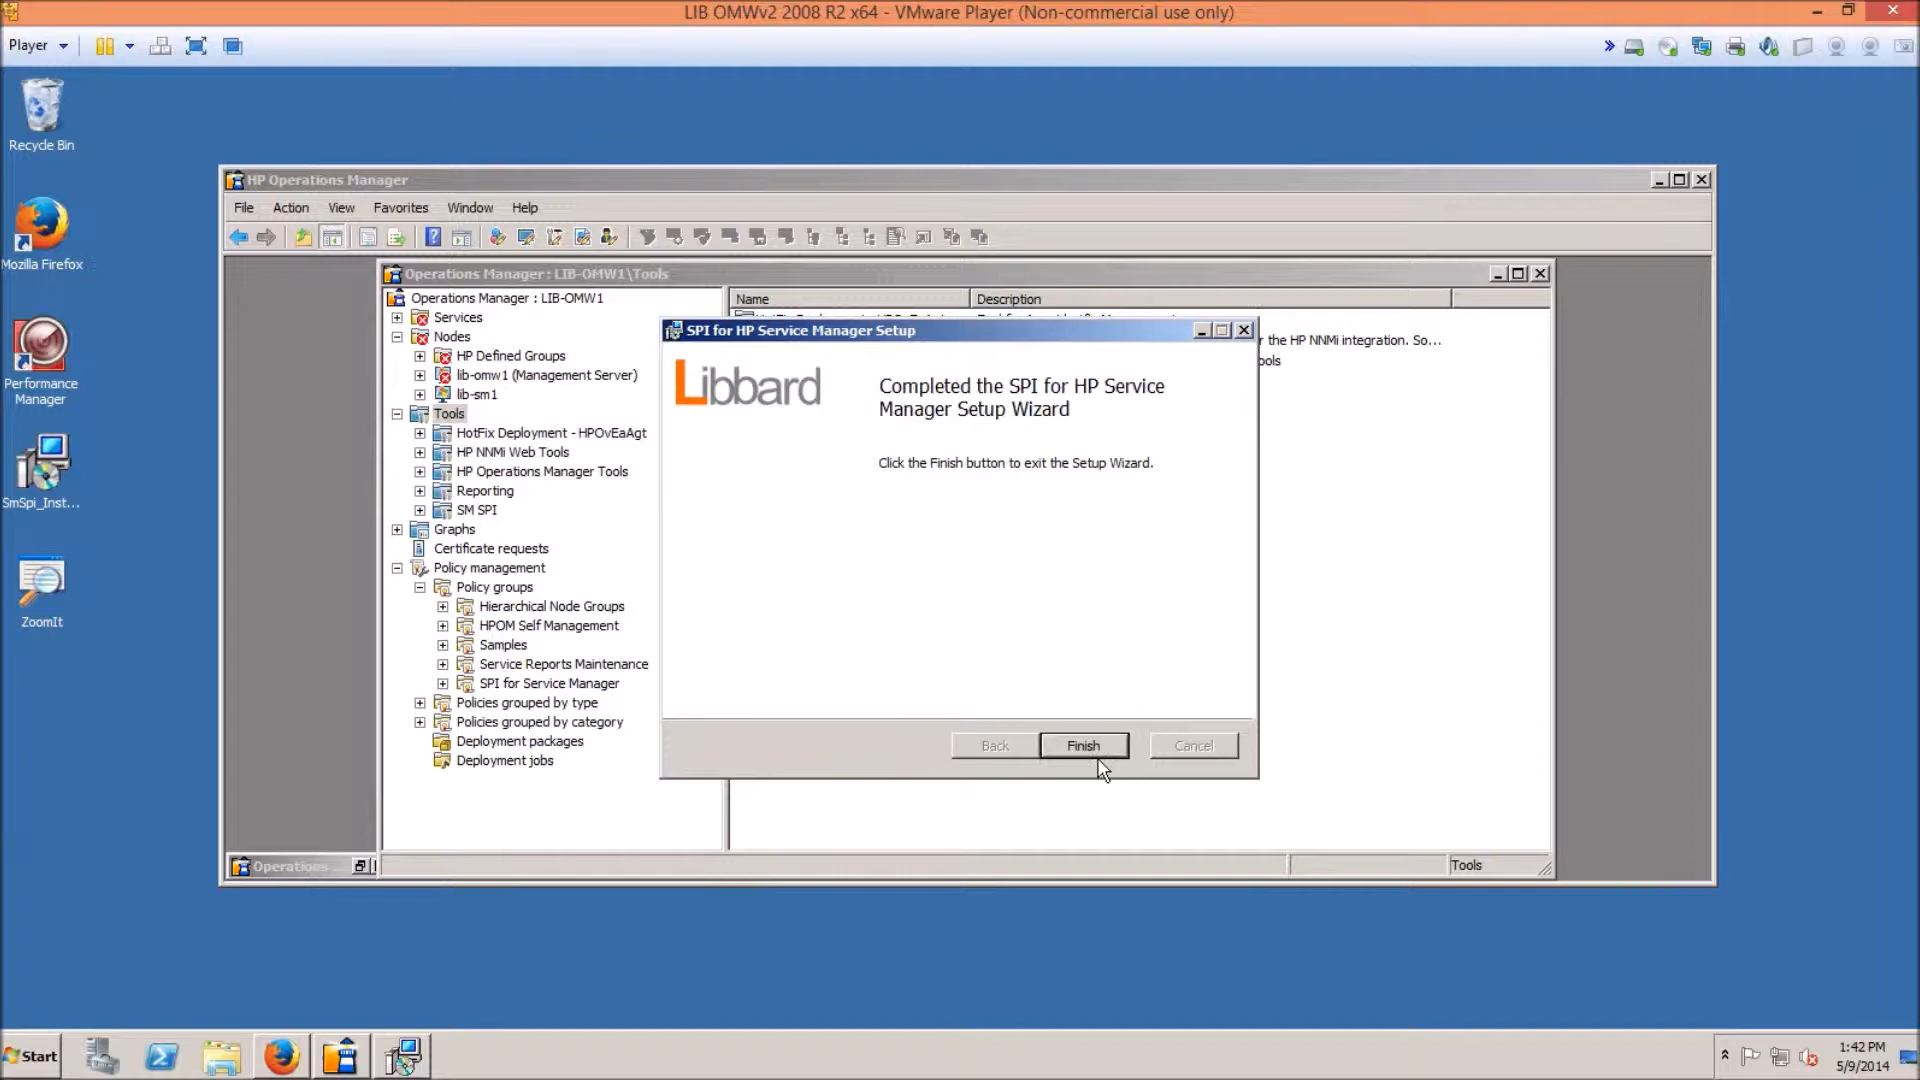 LIB OMWv2 2008 R2 x64 - VMware Player (Non-commercial use only)
Player
Recycle Bin
Mozilla Firefox
Performance
Manager
SmSpi_Inst...
ZoomIt
HP Operations Manager
File Action View Favorites Window Help
Operations Manager : LIB-OMW1\Tools
Operations Manager : LIB-OMW1
Services
Nodes
HP Defined Groups
lib-omw1 (Management Server)
lib-sm1
Tools
HotFix Deployment - HPOvEaAgt
HP NNMi Web Tools
HP Operations Manager Tools
Reporting
SM SPI
Graphs
Certificate requests
Policy management
Policy groups
Hierarchical Node Groups
HPOM Self Management
Samples
Service Reports Maintenance
SPI for Service Manager
Policies grouped by type
Policies grouped by category
Deployment packages
Deployment jobs
Name Description
r the HP NNMi integration. So...
ools
SPI for HP Service Manager Setup
Libbard
Completed the SPI for HP Service
Manager Setup Wizard
Click the Finish button to exit the Setup Wizard.
Back Finish Cancel
Operations ...
Tools
Start
1:42 PM
5/9/2014